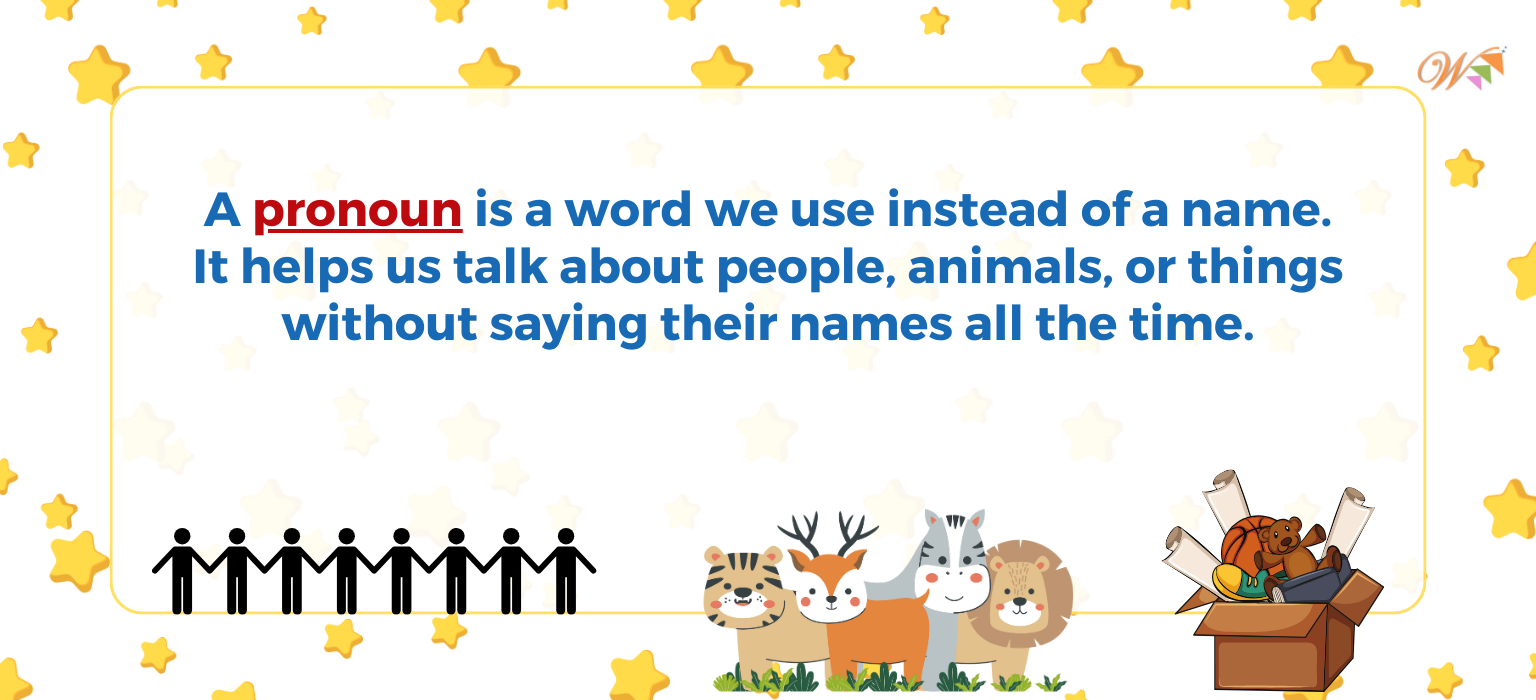 A pronoun is a word we use instead of a name.
It helps us talk about people, animals, or things
without saying their names all the time.
W